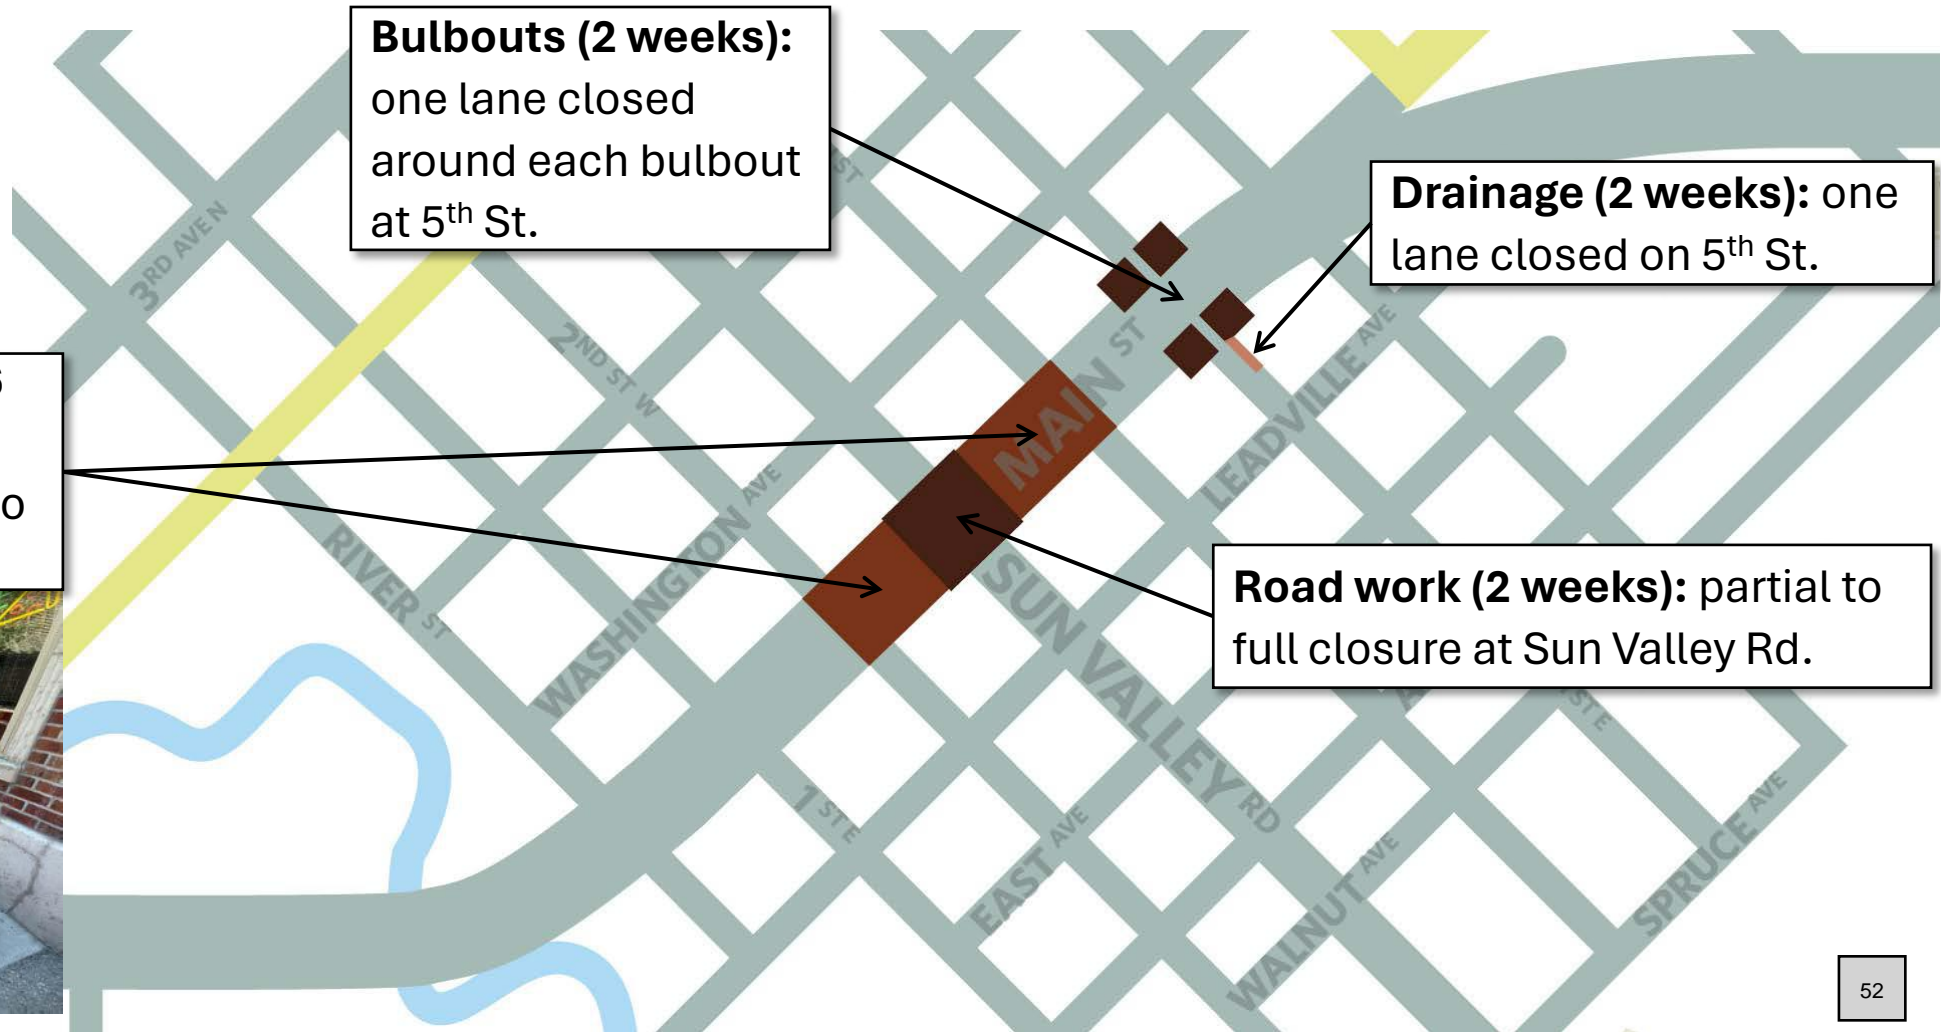 Bulbouts (2 weeks):
one lane closed
around each bulbout
at 5th St.
Drainage (2 weeks): one
lane closed on 5th St.
Road work (2 weeks): partial to
full closure at Sun Valley Rd.
3RD AVE N
2ND ST W
RIVER ST
WASHINGTON AVE
MAIN ST
LEADVILLE AVE
SUN VALLEY RD
1 ST E
EAST AVE
WALNUT AVE
SPRUCE AVE
ST E
ST
o
52